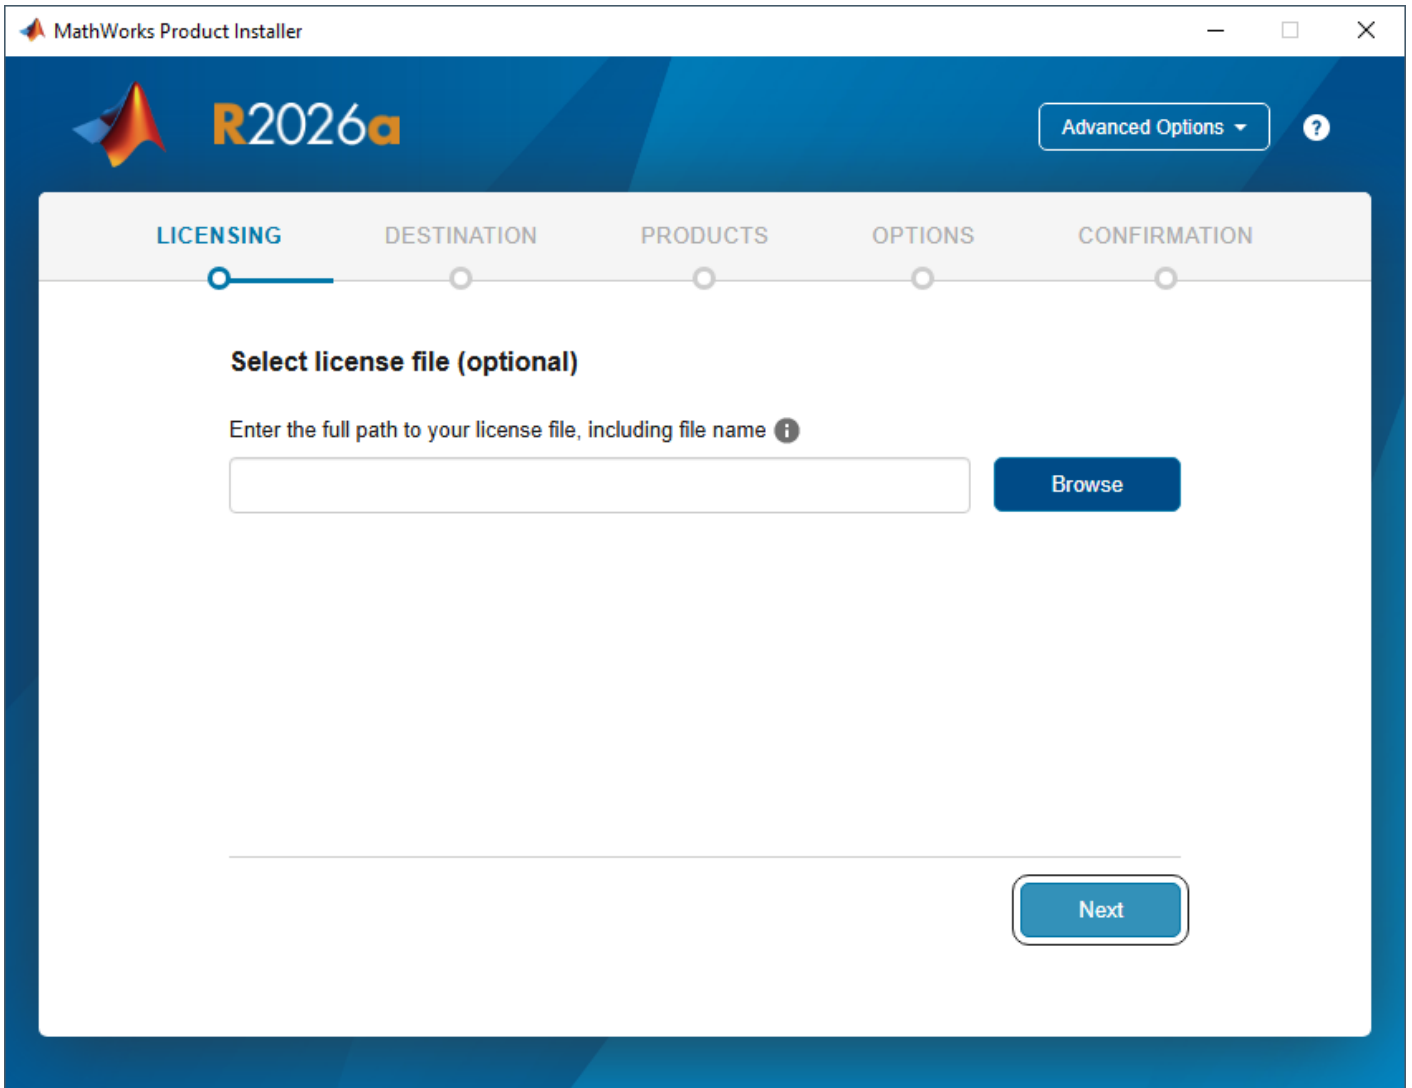 MathWorks Product Installer
R2026a
Advanced Options
?
LICENSING DESTINATION PRODUCTS OPTIONS CONFIRMATION
Select license file (optional)
Enter the full path to your license file, including file name i
Browse
Next